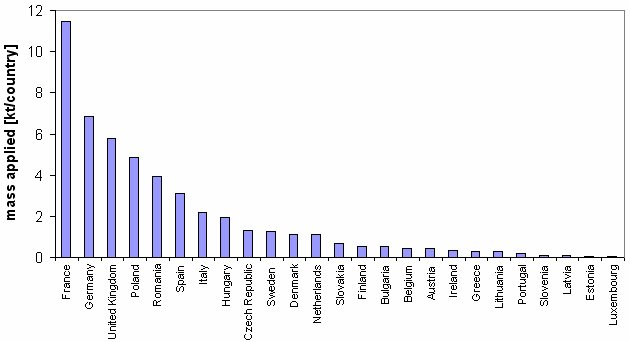 mass applied [kt/country]
12
10
8
6
4
2
0
France
Germany
United Kingdom
Poland
Romania
Spain
Italy
Hungary
Czech Republic
Sweden
Denmark
Netherlands
Slovakia
Finland
Bulgaria
Belgium
Austria
Ireland
Greece
Lithuania
Portugal
Slovenia
Latvia
Estonia
Luxembourg